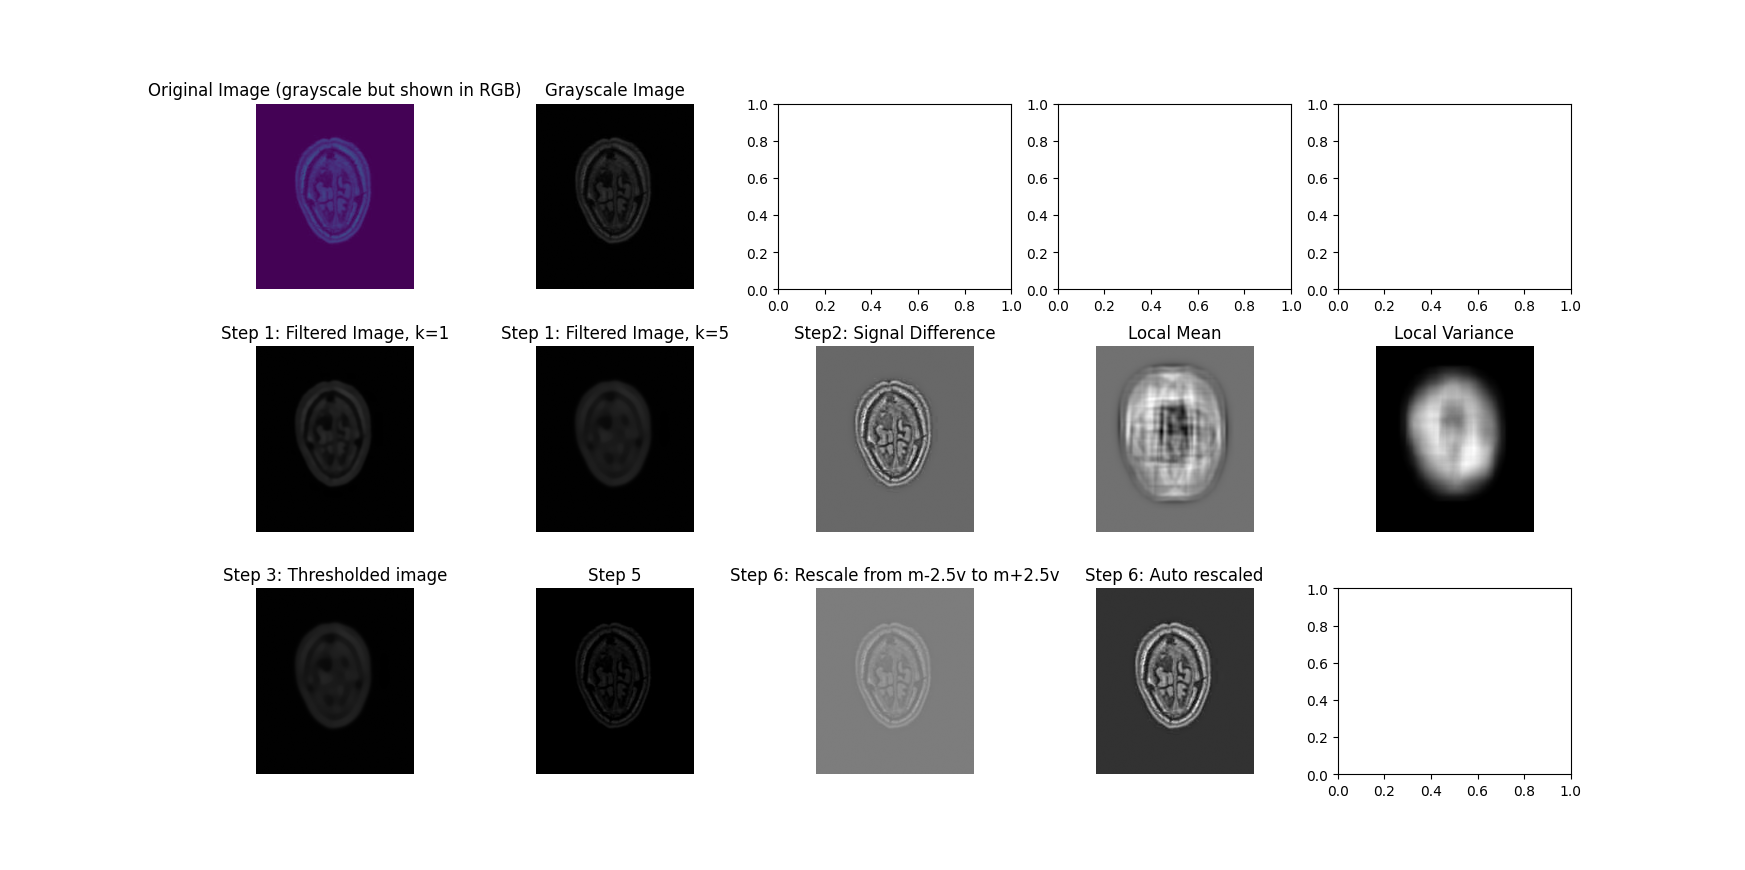 Original Image (grayscale but shown in RGB)
Grayscale Image
1.0
0.8
0.6
0.4
0.2
0.0
0.0 0.2 0.4 0.6 0.8 1.0
1.0
0.8
0.6
0.4
0.2
0.0
0.0 0.2 0.4 0.6 0.8 1.0
1.0
0.8
0.6
0.4
0.2
0.0
0.0 0.2 0.4 0.6 0.8 1.0
Step 1: Filtered Image, k=1
Step 1: Filtered Image, k=5
Step2: Signal Difference
Local Mean
Local Variance
Step 3: Thresholded image
Step 5
Step 6: Rescale from m-2.5v to m+2.5v
Step 6: Auto rescaled
1.0
0.8
0.6
0.4
0.2
0.0
0.0 0.2 0.4 0.6 0.8 1.0